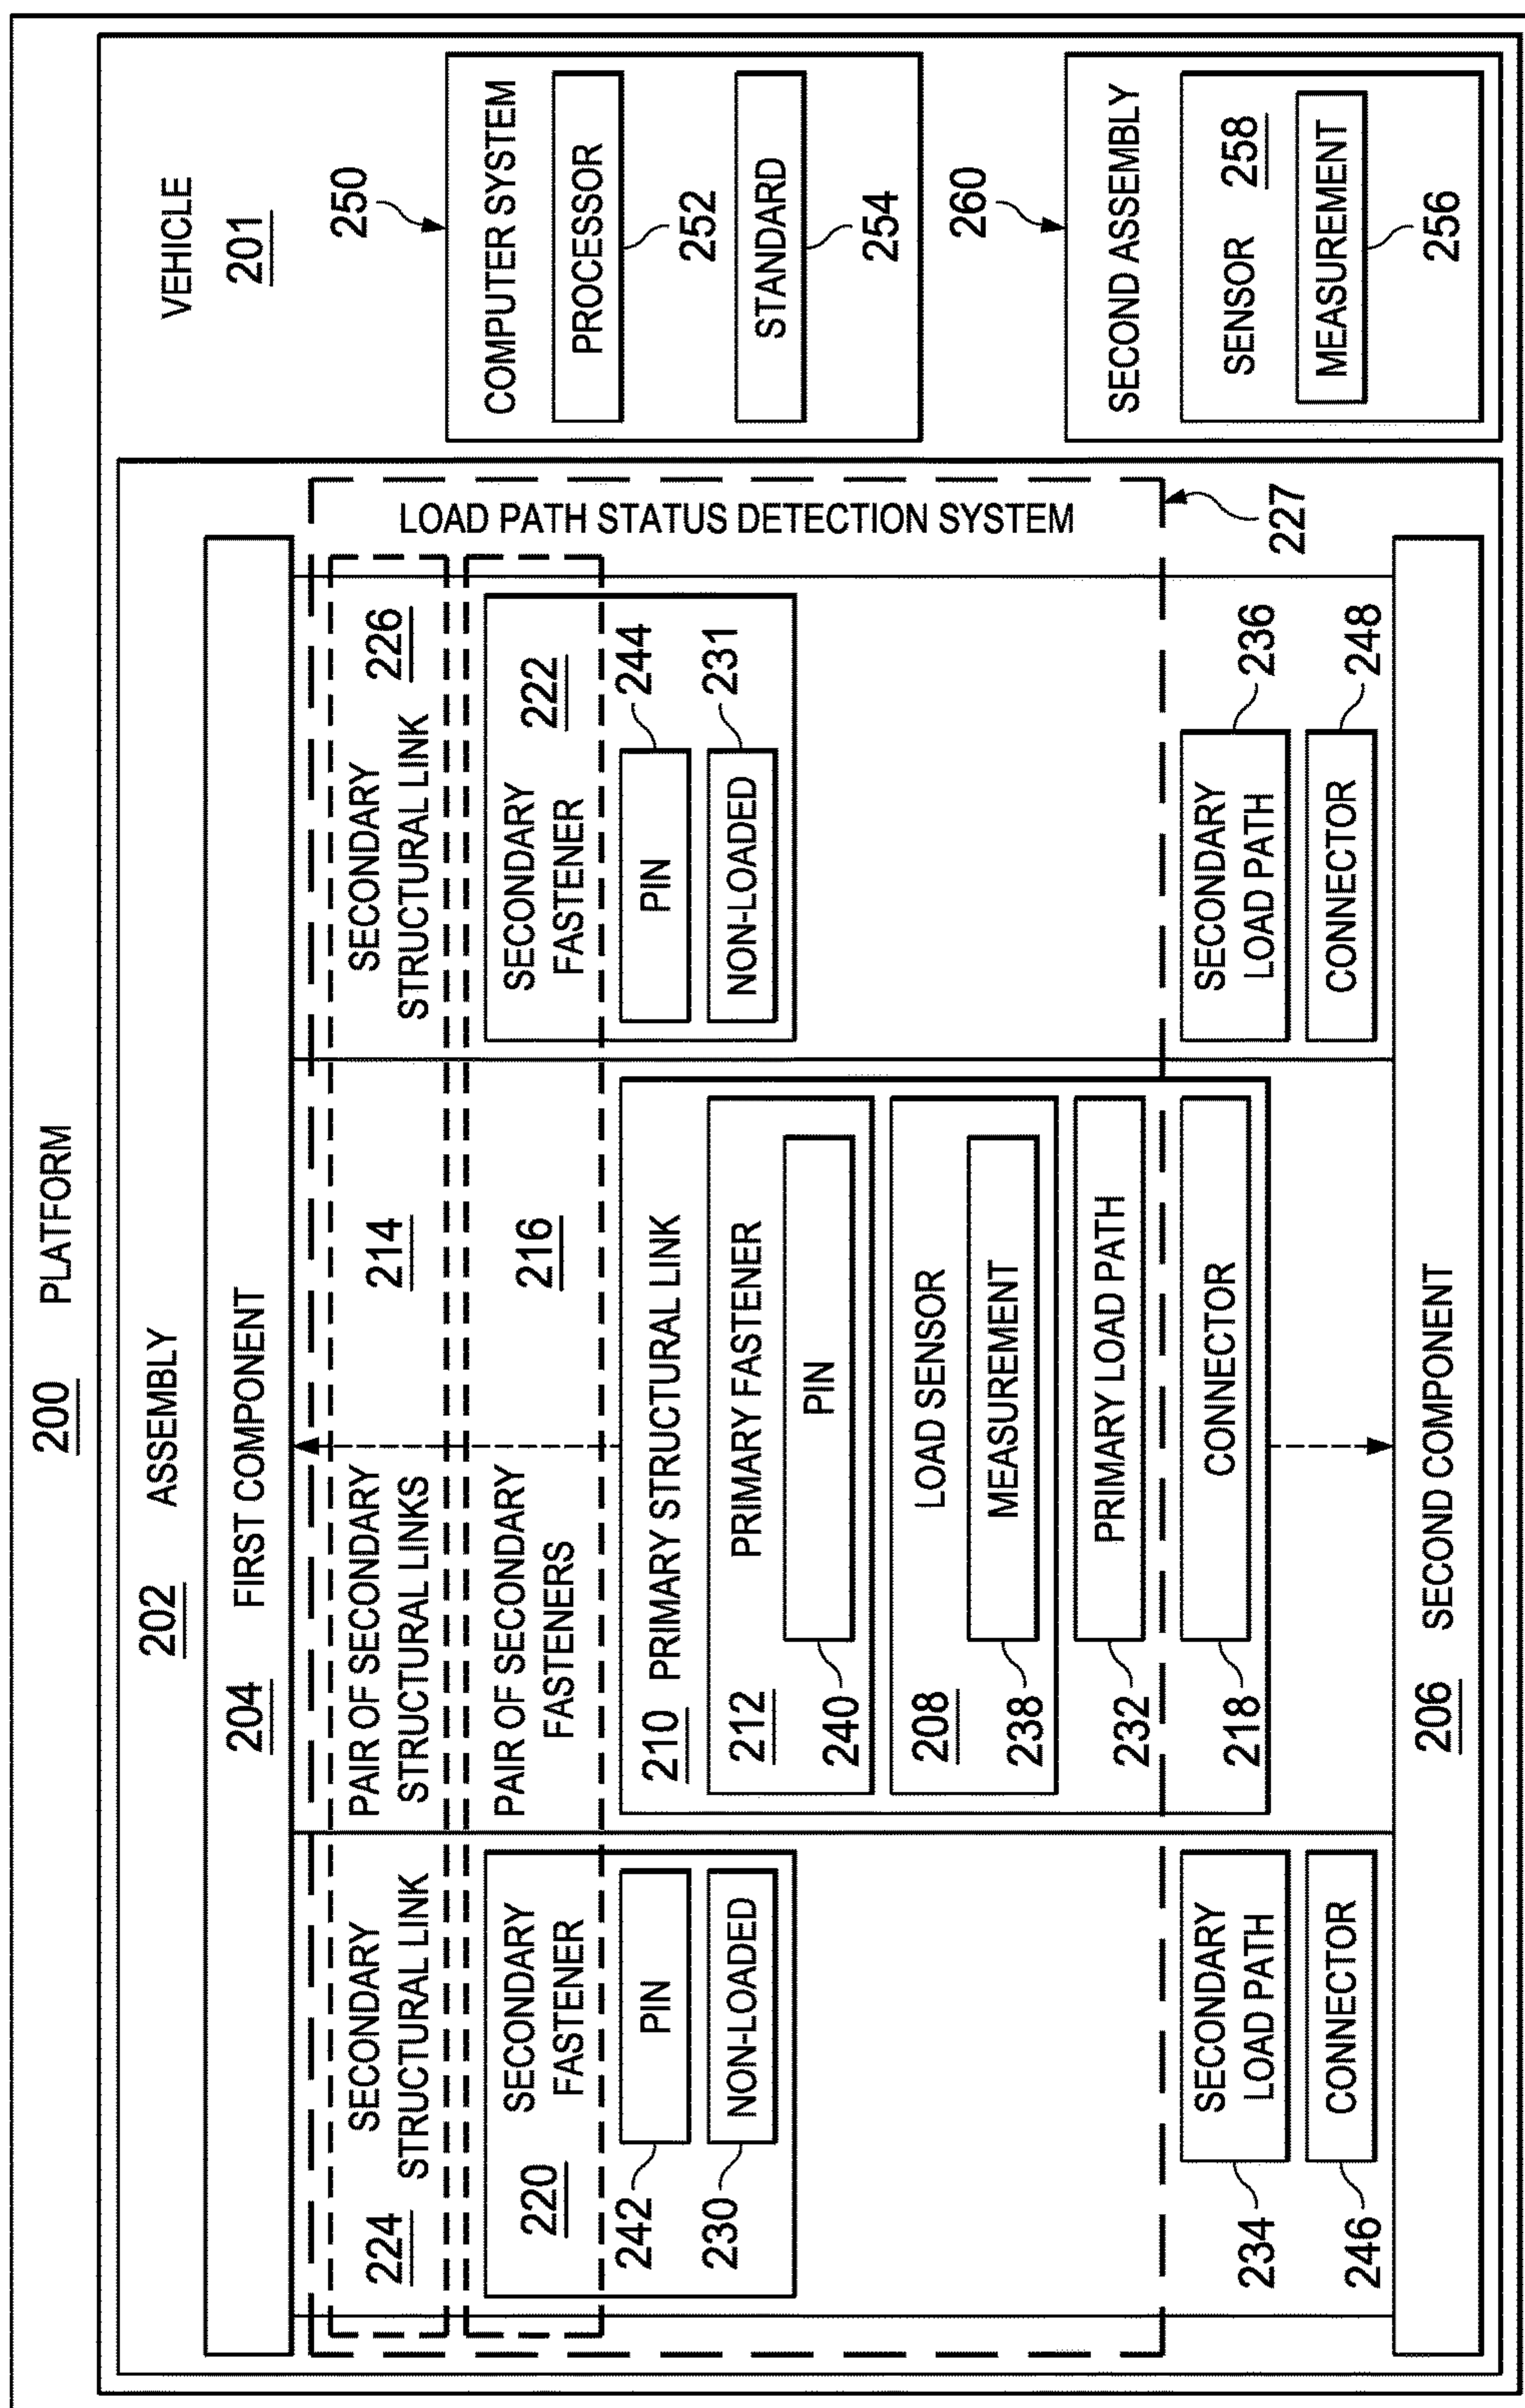 PLATFORM
200
VEHICLE
201
ASSEMBLY
202
FIRST COMPONENT
204
LOAD PATH STATUS DETECTION SYSTEM
227
224
SECONDARY
STRUCTURAL LINK
PAIR OF SECONDARY
STRUCTURAL LINKS
214
SECONDARY
STRUCTURAL LINK
226
220
SECONDARY
FASTENER
242
PIN
230
NON-LOADED
PAIR OF SECONDARY
FASTENERS
216
SECONDARY
FASTENER
222
PIN
244
NON-LOADED
231
210
PRIMARY STRUCTURAL LINK
212
PRIMARY FASTENER
240
PIN
208
LOAD SENSOR
238
MEASUREMENT
232
PRIMARY LOAD PATH
218
CONNECTOR
234
SECONDARY
LOAD PATH
246
CONNECTOR
SECONDARY
LOAD PATH
236
CONNECTOR
248
206
SECOND COMPONENT
250
COMPUTER SYSTEM
PROCESSOR
252
STANDARD
254
260
SECOND ASSEMBLY
SENSOR 258
MEASUREMENT
256